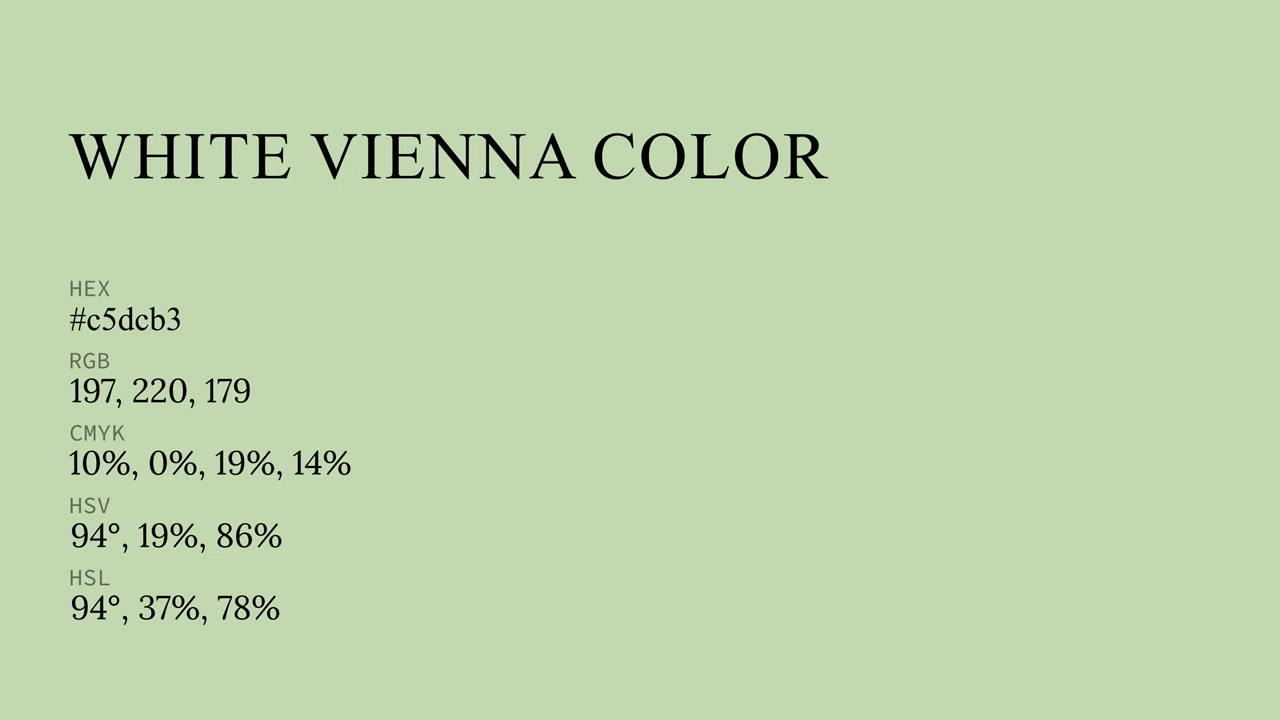 WHITE VIENNA COLOR
HEX
#c5dcb3
RGB
197, 220, 179
CMYK
10%, 0%, 19%, 14%
HSV
94°, 19%, 86%
HSL
94°, 37%, 78%